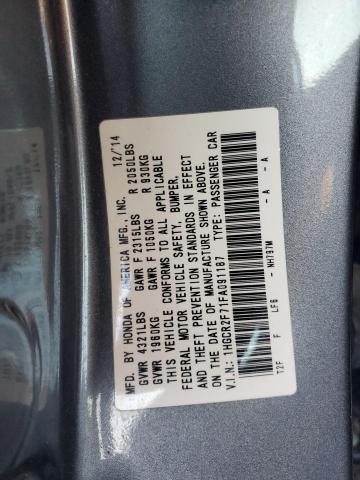 MFD. BY HONDA OF AMERICA MFG., INC. 12/'14
GVWR 4321LBS GAWR F 2315LBS R 2050LBS
GVWR 1960KG GAWR F 1050KG R 930KG
THIS VEHICLE CONFORMS TO ALL APPLICABLE
FEDERAL MOTOR VEHICLE SAFETY, BUMPER,
AND THEFT PREVENTION STANDARDS IN EFFECT
ON THE DATE OF MANUFACTURE SHOWN ABOVE.
V.I.N.: 1HGCR2F71FA091187 TYPE: PASSENGER CAR
T2F F LF6 NH797M A A